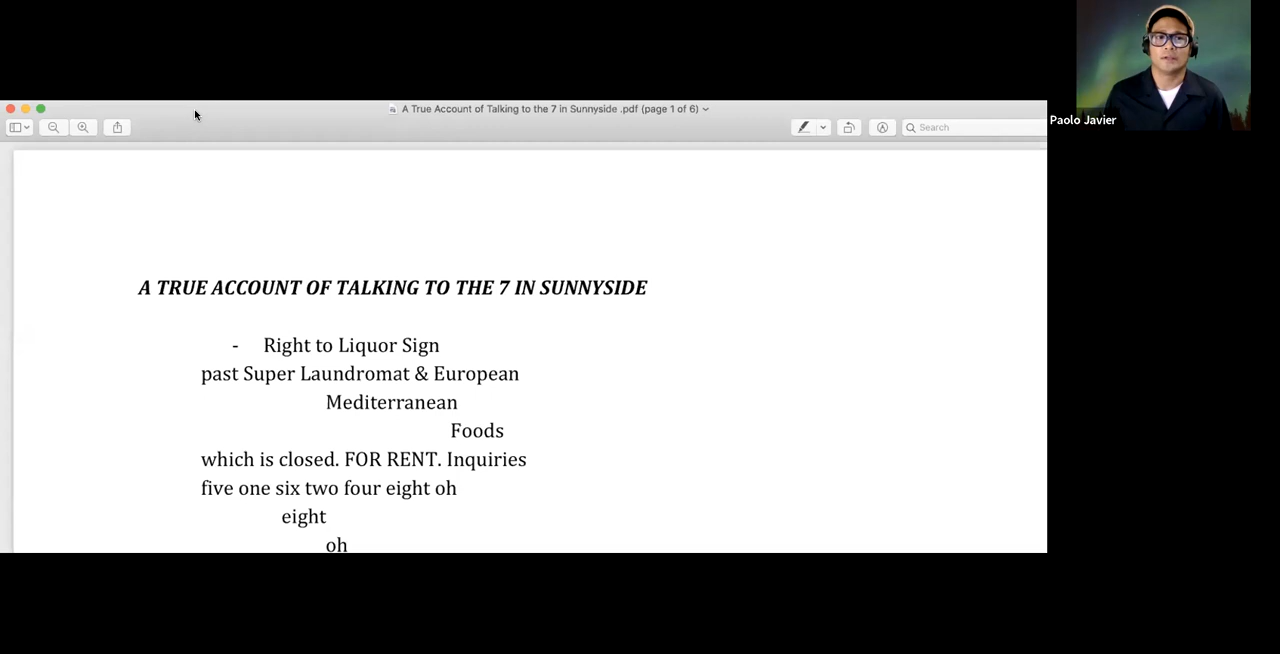 A True Account of Talking to the 7 in Sunnyside .pdf (page 1 of 6)
Search
Paolo Javier
A TRUE ACCOUNT OF TALKING TO THE 7 IN SUNNYSIDE
- Right to Liquor Sign
past Super Laundromat & European
Mediterranean
Foods
which is closed. FOR RENT. Inquiries
five one six two four eight oh
eight
oh